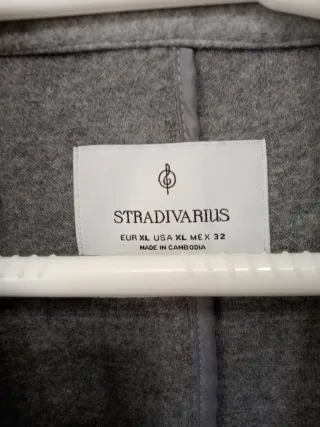 STRADIVARIUS
EUR XL USA XL MEX 32
MADE IN CAMBODIA